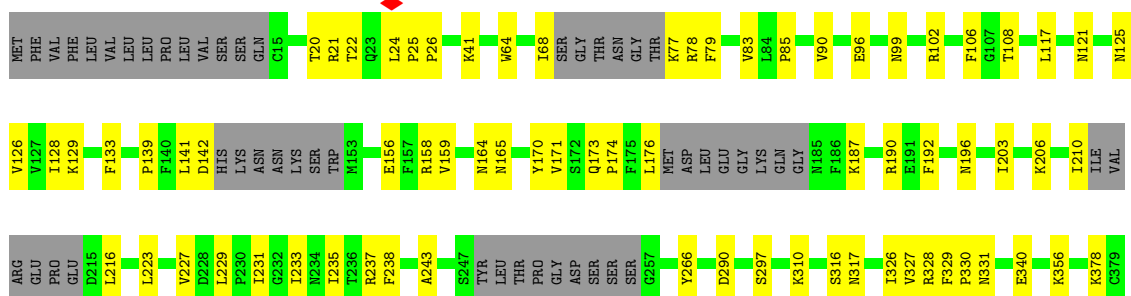 MET PHE VAL PHE LEU VAL LEU LEU PRO LEU VAL SER SER GLN C15 T20 R21 T22 Q23 L24 P25 P26 K41 W64 I68 SER GLY THR ASN GLY THR K77 R78 F79 V83 L84 P85 V90 E96 N99 R102 F106 G107 T108 L117 N121 N125
V126 V127 I128 K129 F133 P139 F140 L141 D142 HIS LYS ASN ASN LYS SER TRP M153 E156 F157 R158 V159 N164 N165 Y170 V171 S172 Q173 P174 F175 L176 MET ASP LEU GLU GLY LYS GLN GLY N185 F186 K187 R190 E191 F192 N196 I203 K206 I210 ILE VAL
ARG GLU PRO GLU D215 L216 L223 V227 D228 L229 P230 I231 G232 I233 N234 I235 T236 R237 F238 A243 S247 TYR LEU THR PRO GLY ASP SER SER SER G257 Y266 D290 S297 K310 S316 N317 I326 V327 R328 F329 P330 N331 E340 K356 K378 C379